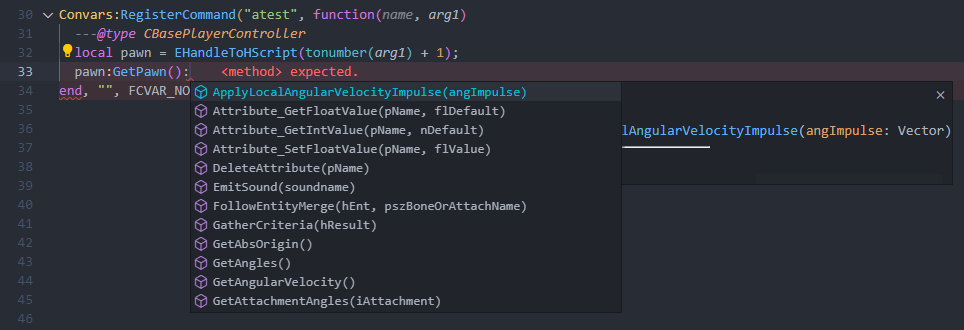 30 Convars:RegisterCommand("atest", function(name, arg1)
31 ---@type CBasePlayerController
32 local pawn = EHandleToHScript(tonumber(arg1) + 1);
33 pawn:GetPawn(): <method> expected.
34 end, "", FCVAR_NO
ApplyLocalAngularVelocityImpulse(angImpulse)
35 Attribute_GetFloatValue(pName, flDefault)
36 Attribute_GetIntValue(pName, nDefault) lAngularVelocityImpulse(angImpulse: Vector)
37 Attribute_SetFloatValue(pName, flValue)
38 DeleteAttribute(pName)
39 EmitSound(soundname)
40 FollowEntityMerge(hEnt, pszBoneOrAttachName)
41 GatherCriteria(hResult)
42 GetAbsOrigin()
43 GetAngles()
44 GetAngularVelocity()
45 GetAttachmentAngles(iAttachment)
46